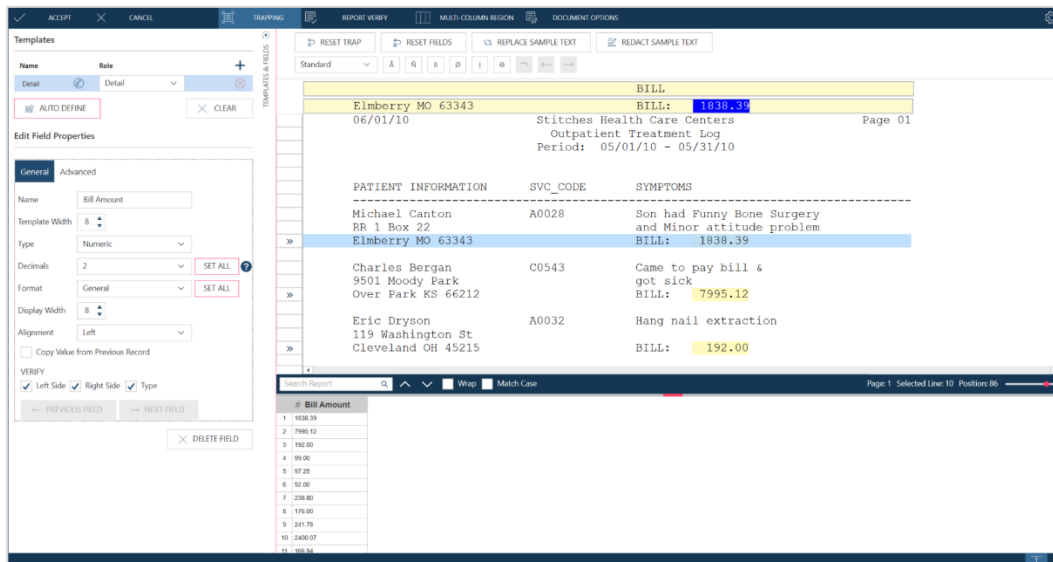 ACCEPT CANCEL TRAPPING REPORT VERIFY MULTI-COLUMN REGION DOCUMENT OPTIONS
Templates
Name Role
Detail Detail
AUTO DEFINE CLEAR
Edit Field Properties
General Advanced
Name Bill Amount
Template Width 8
Type Numeric
Decimals 2 SET ALL ?
Format General SET ALL
Display Width 8
Alignment Left
Copy Value from Previous Record
VERIFY
Left Side Right Side Type
← PREVIOUS FIELD → NEXT FIELD
DELETE FIELD
TEMPLATES & FIELDS
RESET TRAP RESET FIELDS REPLACE SAMPLE TEXT REDACT SAMPLE TEXT
Standard Ä Ñ ß Ø
BILL
Elmberry MO 63343 BILL: 1838.39
06/01/10 Stitches Health Care Centers Page 01
Outpatient Treatment Log
Period: 05/01/10 - 05/31/10
PATIENT INFORMATION SVC_CODE SYMPTOMS
Michael Canton A0028 Son had Funny Bone Surgery
RR 1 Box 22 and Minor attitude problem
» Elmberry MO 63343 BILL: 1838.39
Charles Bergan C0543 Came to pay bill &
9501 Moody Park got sick
» Over Park KS 66212 BILL: 7995.12
Eric Dryson A0032 Hang nail extraction
119 Washington St
» Cleveland OH 45215 BILL: 192.00
Search Report Wrap Match Case Page: 1 Selected Line: 10 Position: 86
# Bill Amount
1 1838.39
2 7995.12
3 192.00
4 99.00
5 97.25
6 92.00
7 238.80
8 175.00
9 241.78
10 2400.07
11 166.94